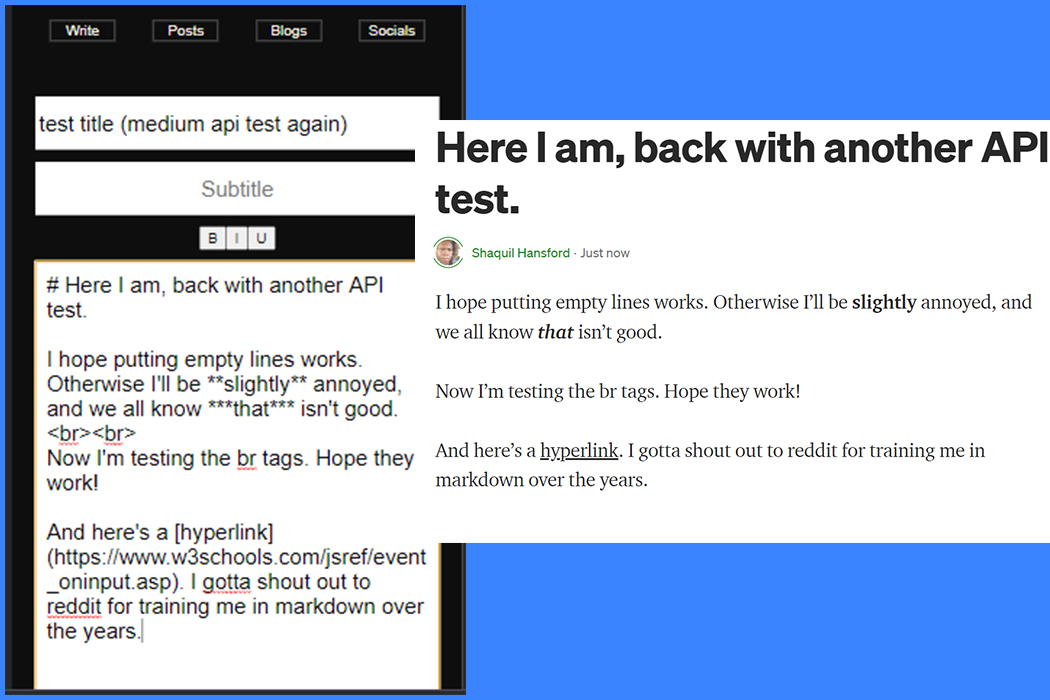 Write Posts Blogs Socials
test title (medium api test again)
Subtitle
B I U
# Here I am, back with another API
test.
I hope putting empty lines works.
Otherwise I'll be **slightly** annoyed,
and we all know ***that*** isn't good.
<br><br>
Now I'm testing the br tags. Hope they
work!
And here's a [hyperlink]
(https://www.w3schools.com/jsref/event
_oninput.asp). I gotta shout out to
reddit for training me in markdown over
the years.
Here I am, back with another API
test.
Shaquil Hansford · Just now
I hope putting empty lines works. Otherwise I’ll be slightly annoyed, and
we all know that isn’t good.
Now I’m testing the br tags. Hope they work!
And here’s a hyperlink. I gotta shout out to reddit for training me in
markdown over the years.